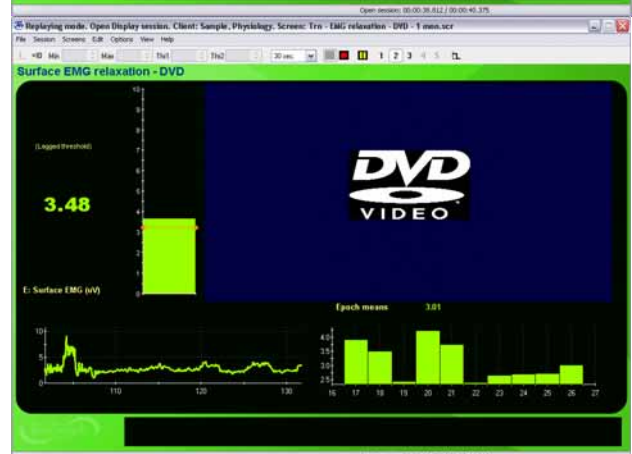 Open session: 00:00:38.812 / 00:00:40.375
Replaying mode. Open Display session. Client: Sample, Physiology. Screen: Trn - EMG relaxation - DVD - 1 mon.scr
File Session Screens Edit Options View Help
Min Max Thr1 Thr2 30 sec. 1 2 3 4 5
Surface EMG relaxation - DVD
(Lagged threshold)
3.48
E: Surface EMG (uV)
10
9
8
7
6
5
4
3
2
1
0
DVD
VIDEO
Epoch means 3.01
10
5
0
110 120 130
4.0
3.5
3.0
2.5
16 17 18 19 20 21 22 23 24 25 26 27